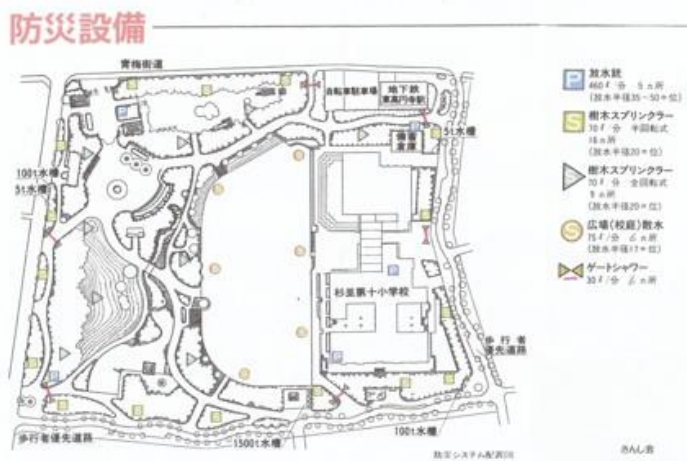 防災設備
青梅街道
自転車駐車場
地下鉄
東高円寺駅
備蓄
倉庫
5t水槽
100t水槽
5t水槽
杉並第十小学校
歩行者
優先道路
歩行者優先道路
1500t水槽
100t水槽
防災システム配置図
P 放水銃
460ℓ/分 5ヵ所
(放水半径35~50m位)
S 樹木スプリンクラー
70ℓ/分 半回転式
16ヵ所
(放水半径20m位)
樹木スプリンクラー
70ℓ/分 全回転式
9ヵ所
(放水半径20m位)
S 広場(校庭)散水
75ℓ/分 6ヵ所
(放水半径17m位)
ゲートシャワー
30ℓ/分 6ヵ所